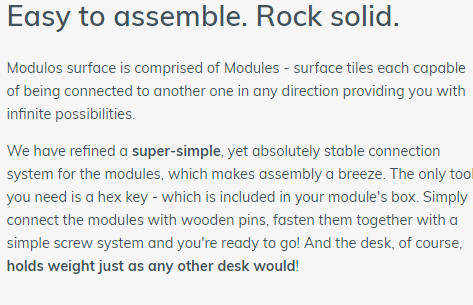 Easy to assemble. Rock solid.
Modulos surface is comprised of Modules - surface tiles each capable
of being connected to another one in any direction providing you with
infinite possibilities.
We have refined a super-simple, yet absolutely stable connection
system for the modules, which makes assembly a breeze. The only tool
you need is a hex key - which is included in your module's box. Simply
connect the modules with wooden pins, fasten them together with a
simple screw system and you're ready to go! And the desk, of course,
holds weight just as any other desk would!